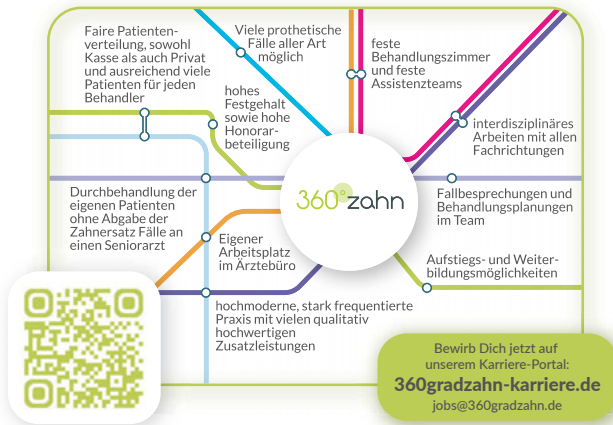 Faire Patienten-
verteilung, sowohl
Kasse als auch Privat
und ausreichend viele
Patienten für jeden
Behandler
Viele prothetische
Fälle aller Art
möglich
feste
Behandlungszimmer
und feste
Assistenzteams
hohes
Festgehalt
sowie hohe
Honorar-
beteiligung
interdisziplinäres
Arbeiten mit allen
Fachrichtungen
360°zahn
Durchbehandlung der
eigenen Patienten
ohne Abgabe der
Zahnersatz Fälle an
einen Seniorarzt
Fallbesprechungen und
Behandlungsplanungen
im Team
Eigener
Arbeitsplatz
im Ärztebüro
Aufstiegs- und Weiter-
bildungsmöglichkeiten
hochmoderne, stark frequentierte
Praxis mit vielen qualitativ
hochwertigen
Zusatzleistungen
Bewirb Dich jetzt auf
unserem Karriere-Portal:
360gradzahn-karriere.de
jobs@360gradzahn.de